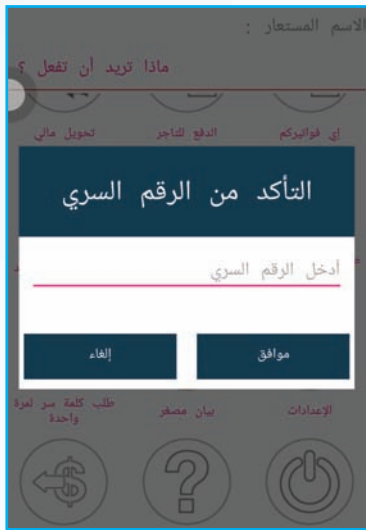 الاسم المستعار :
ماذا تريد أن تفعل ؟
إي فواتيركم
الدفع للتاجر
تحويل مالي
التأكد من الرقم السري
أدخل الرقم السري
موافق
إلغاء
الإعدادات
بيان مصغر
طلب كلمة سر لمرة
واحدة